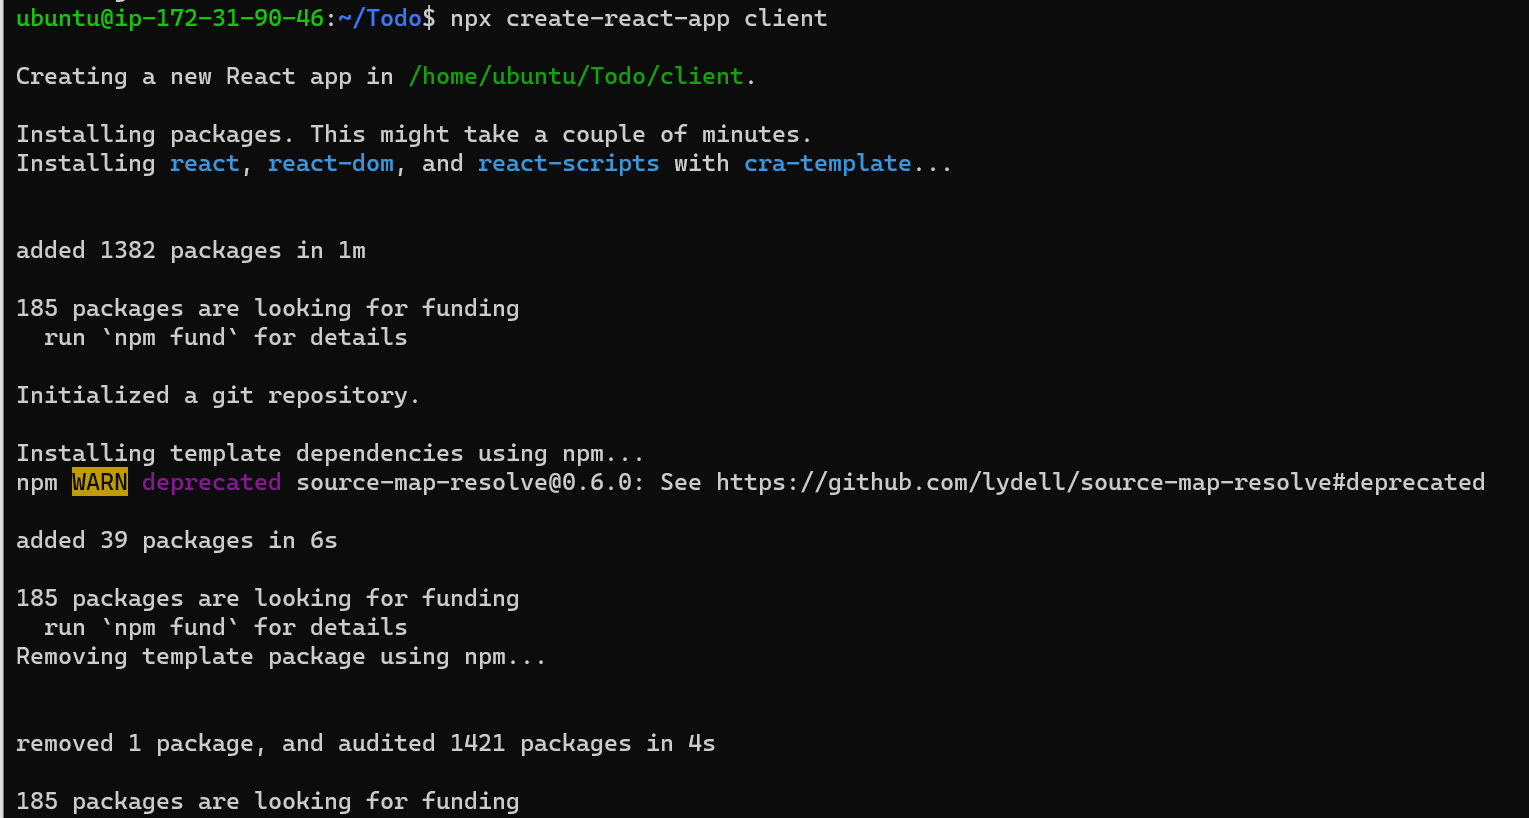 ubuntu@ip-172-31-90-46:~/Todo$ npx create-react-app client
Creating a new React app in /home/ubuntu/Todo/client.
Installing packages. This might take a couple of minutes.
Installing react, react-dom, and react-scripts with cra-template...
added 1382 packages in 1m
185 packages are looking for funding
  run `npm fund` for details
Initialized a git repository.
Installing template dependencies using npm...
npm WARN deprecated source-map-resolve@0.6.0: See https://github.com/lydell/source-map-resolve#deprecated
added 39 packages in 6s
185 packages are looking for funding
  run `npm fund` for details
Removing template package using npm...
removed 1 package, and audited 1421 packages in 4s
185 packages are looking for funding